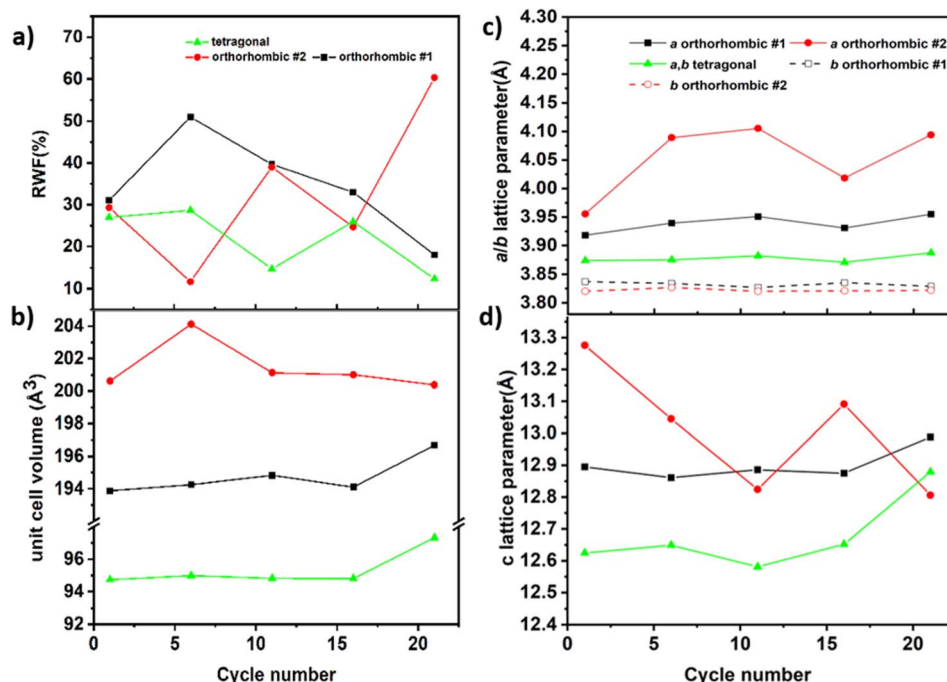 a)
70
60
50
40
30
20
10
RWF(%)
tetragonal
orthorhombic #2 orthorhombic #1
b)
204
202
200
198
196
194
96
94
92
unit cell volume (Å³)
0 5 10 15 20
Cycle number
c)
4.30
4.25
4.20
4.15
4.10
4.05
4.00
3.95
3.90
3.85
3.80
a/b lattice parameter(Å)
a orthorhombic #1 a orthorhombic #2
a,b tetragonal b orthorhombic #1
b orthorhombic #2
d)
13.3
13.2
13.1
13.0
12.9
12.8
12.7
12.6
12.5
12.4
c lattice parameter(Å)
0 5 10 15 20
Cycle number